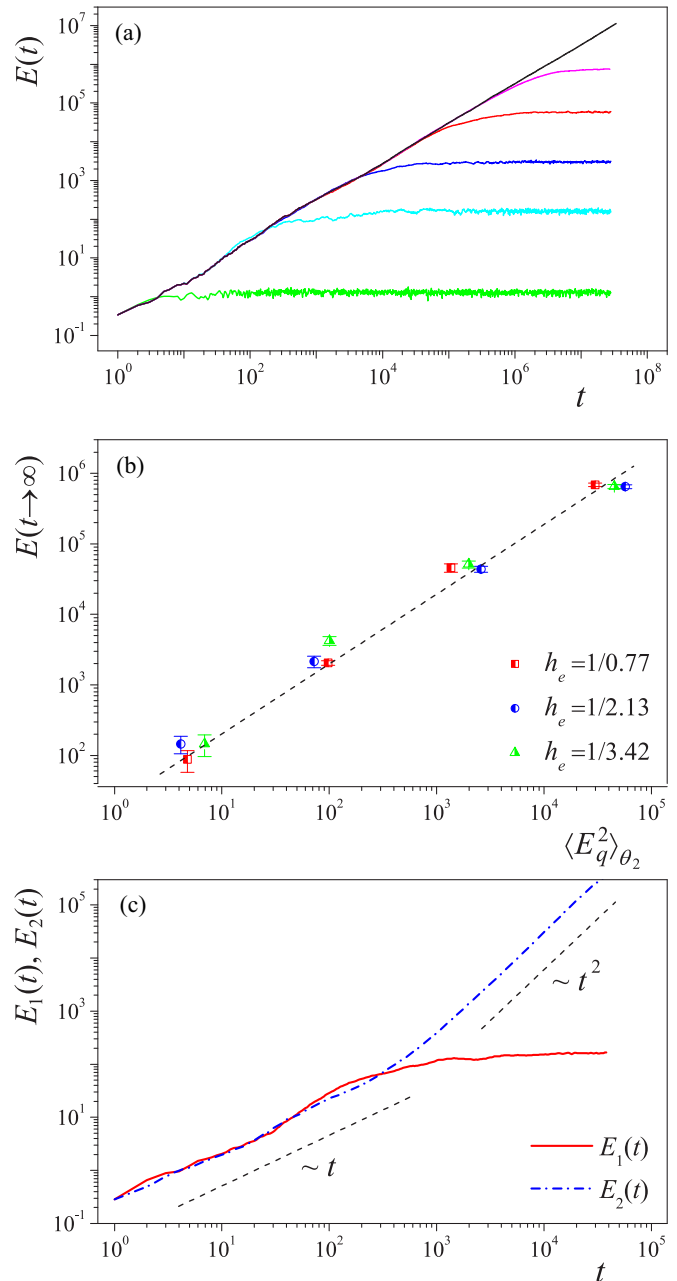 (a)
E(t)
10^7
10^5
10^3
10^1
10^-1
10^0
10^2
10^4
10^6
10^8
t
(b)
E(t→∞)
10^6
10^5
10^4
10^3
10^2
h_e=1/0.77
h_e=1/2.13
h_e=1/3.42
10^0
10^1
10^2
10^3
10^4
10^5
⟨E_q^2⟩_θ_2
(c)
E_1(t), E_2(t)
10^5
10^3
10^1
10^-1
~ t^2
~ t
E_1(t)
E_2(t)
10^0
10^1
10^2
10^3
10^4
10^5
t